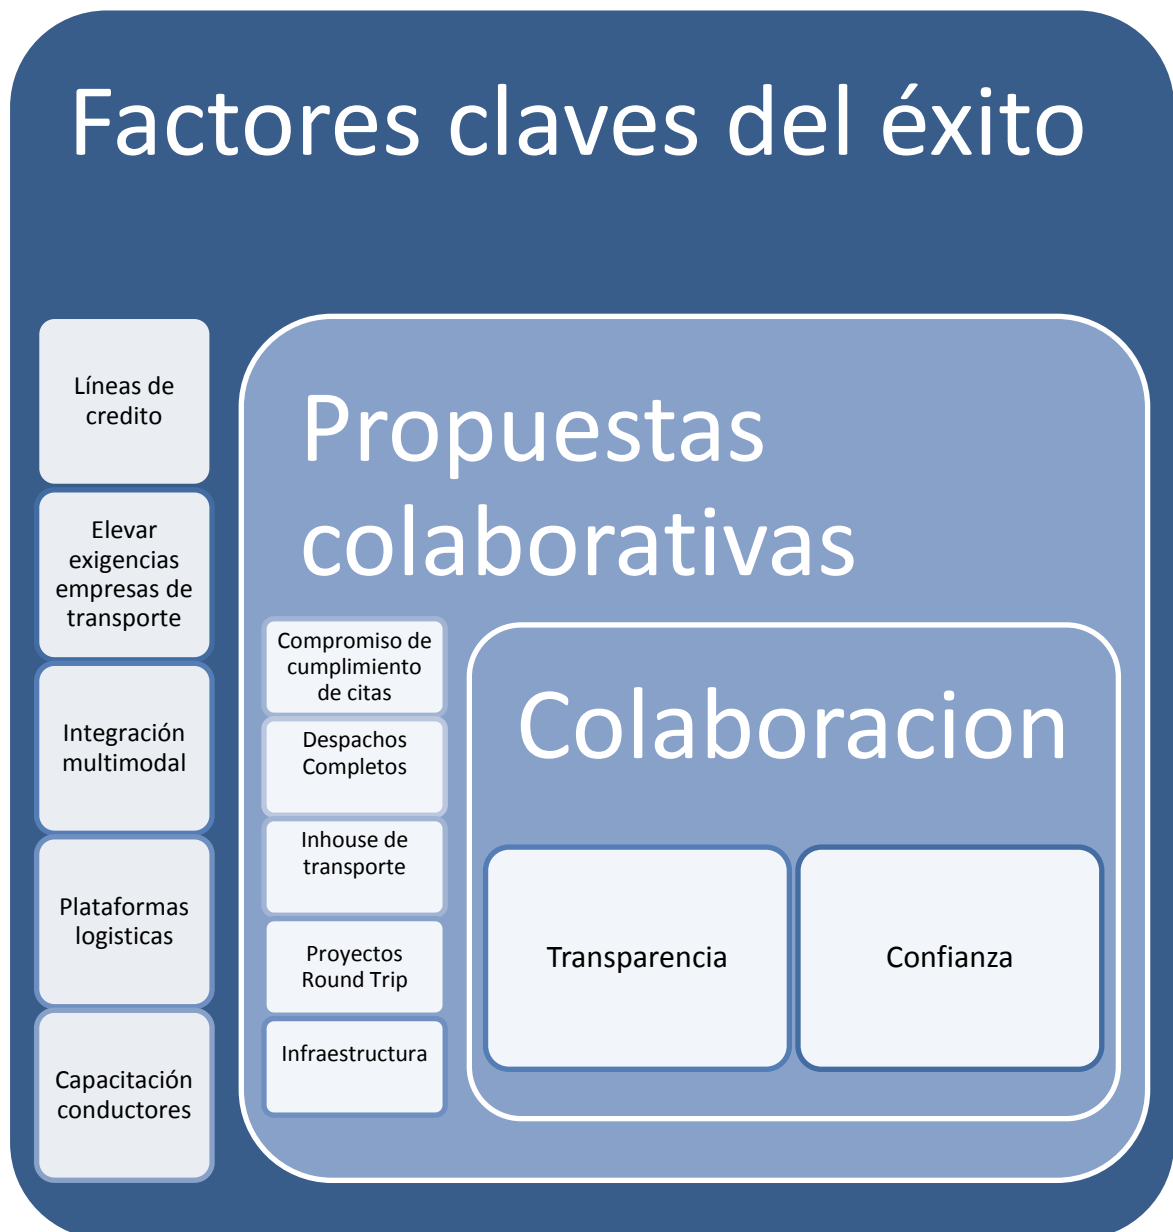 Factores claves del éxito
Líneas de
credito
Elevar
exigencias
empresas de
transporte
Integración
multimodal
Plataformas
logisticas
Capacitación
conductores
Propuestas
colaborativas
Compromiso de
cumplimiento
de citas
Despachos
Completos
Inhouse de
transporte
Proyectos
Round Trip
Infraestructura
Colaboracion
Transparencia
Confianza